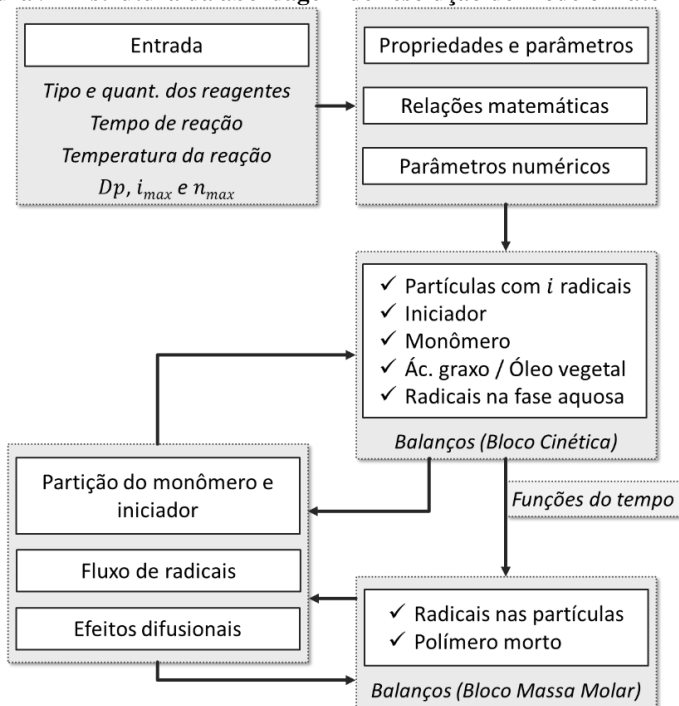 Entrada
Tipo e quant. dos reagentes
Tempo de reação
Temperatura da reação
Dp, i_max e n_max
Propriedades e parâmetros
Relações matemáticas
Parâmetros numéricos
✓ Partículas com i radicais
✓ Iniciador
✓ Monômero
✓ Ác. graxo / Óleo vegetal
✓ Radicais na fase aquosa
Balanços (Bloco Cinética)
Partição do monômero e
iniciador
Fluxo de radicais
Efeitos difusionais
Funções do tempo
✓ Radicais nas partículas
✓ Polímero morto
Balanços (Bloco Massa Molar)